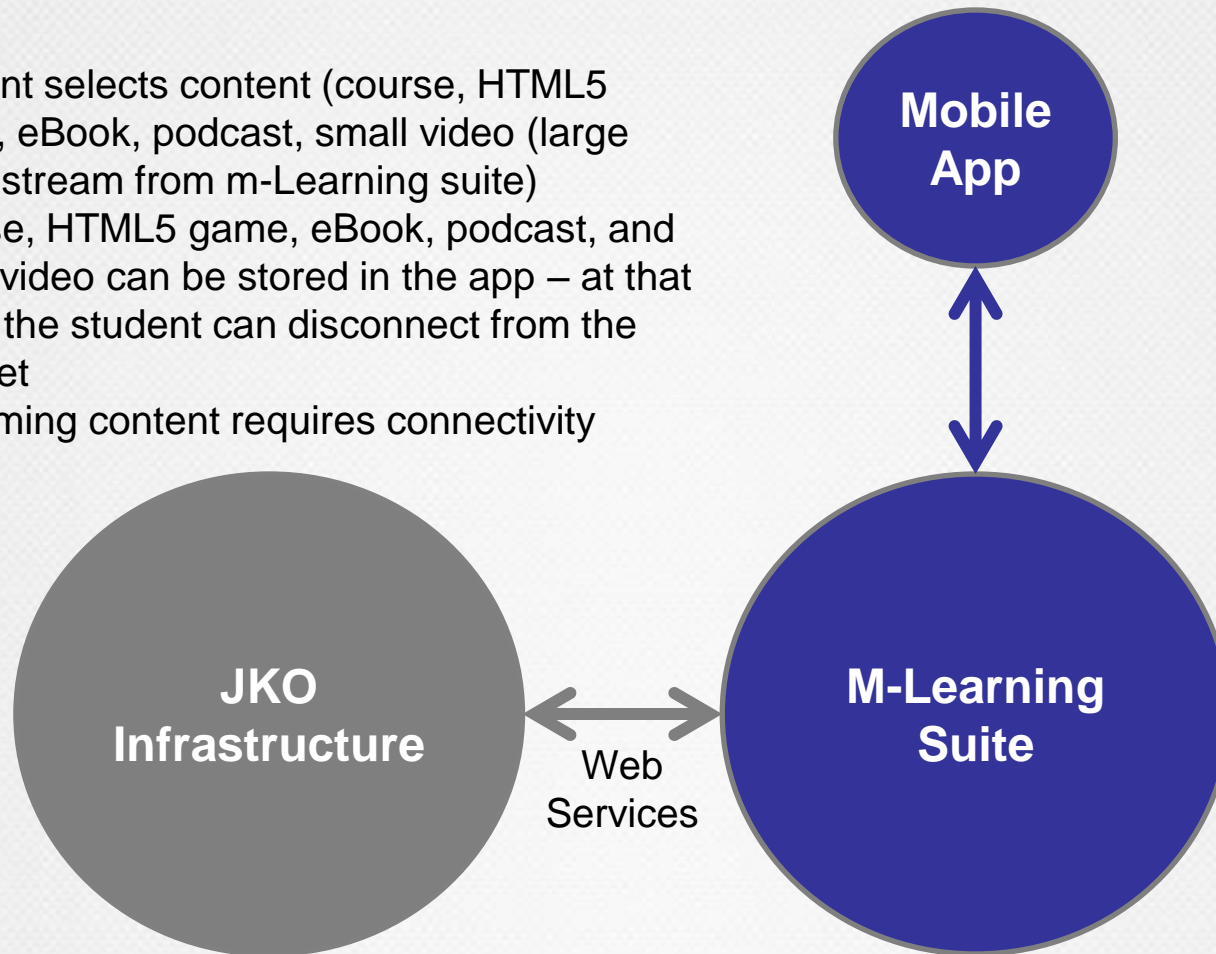 nt selects content (course, HTML5
, eBook, podcast, small video (large
stream from m-Learning suite)
e, HTML5 game, eBook, podcast, and
video can be stored in the app – at that
the student can disconnect from the
et
ming content requires connectivity
Mobile
App
JKO
Infrastructure
Web
Services
M-Learning
Suite